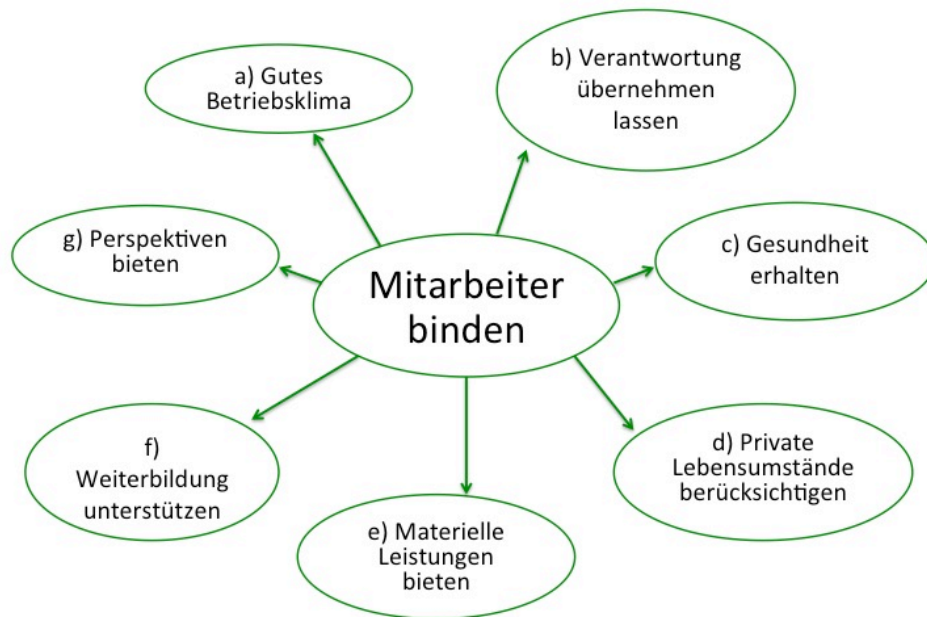 a) Gutes
Betriebsklima
b) Verantwortung
übernehmen
lassen
g) Perspektiven
bieten
Mitarbeiter
binden
c) Gesundheit
erhalten
f)
Weiterbildung
unterstützen
e) Materielle
Leistungen
bieten
d) Private
Lebensumstände
berücksichtigen